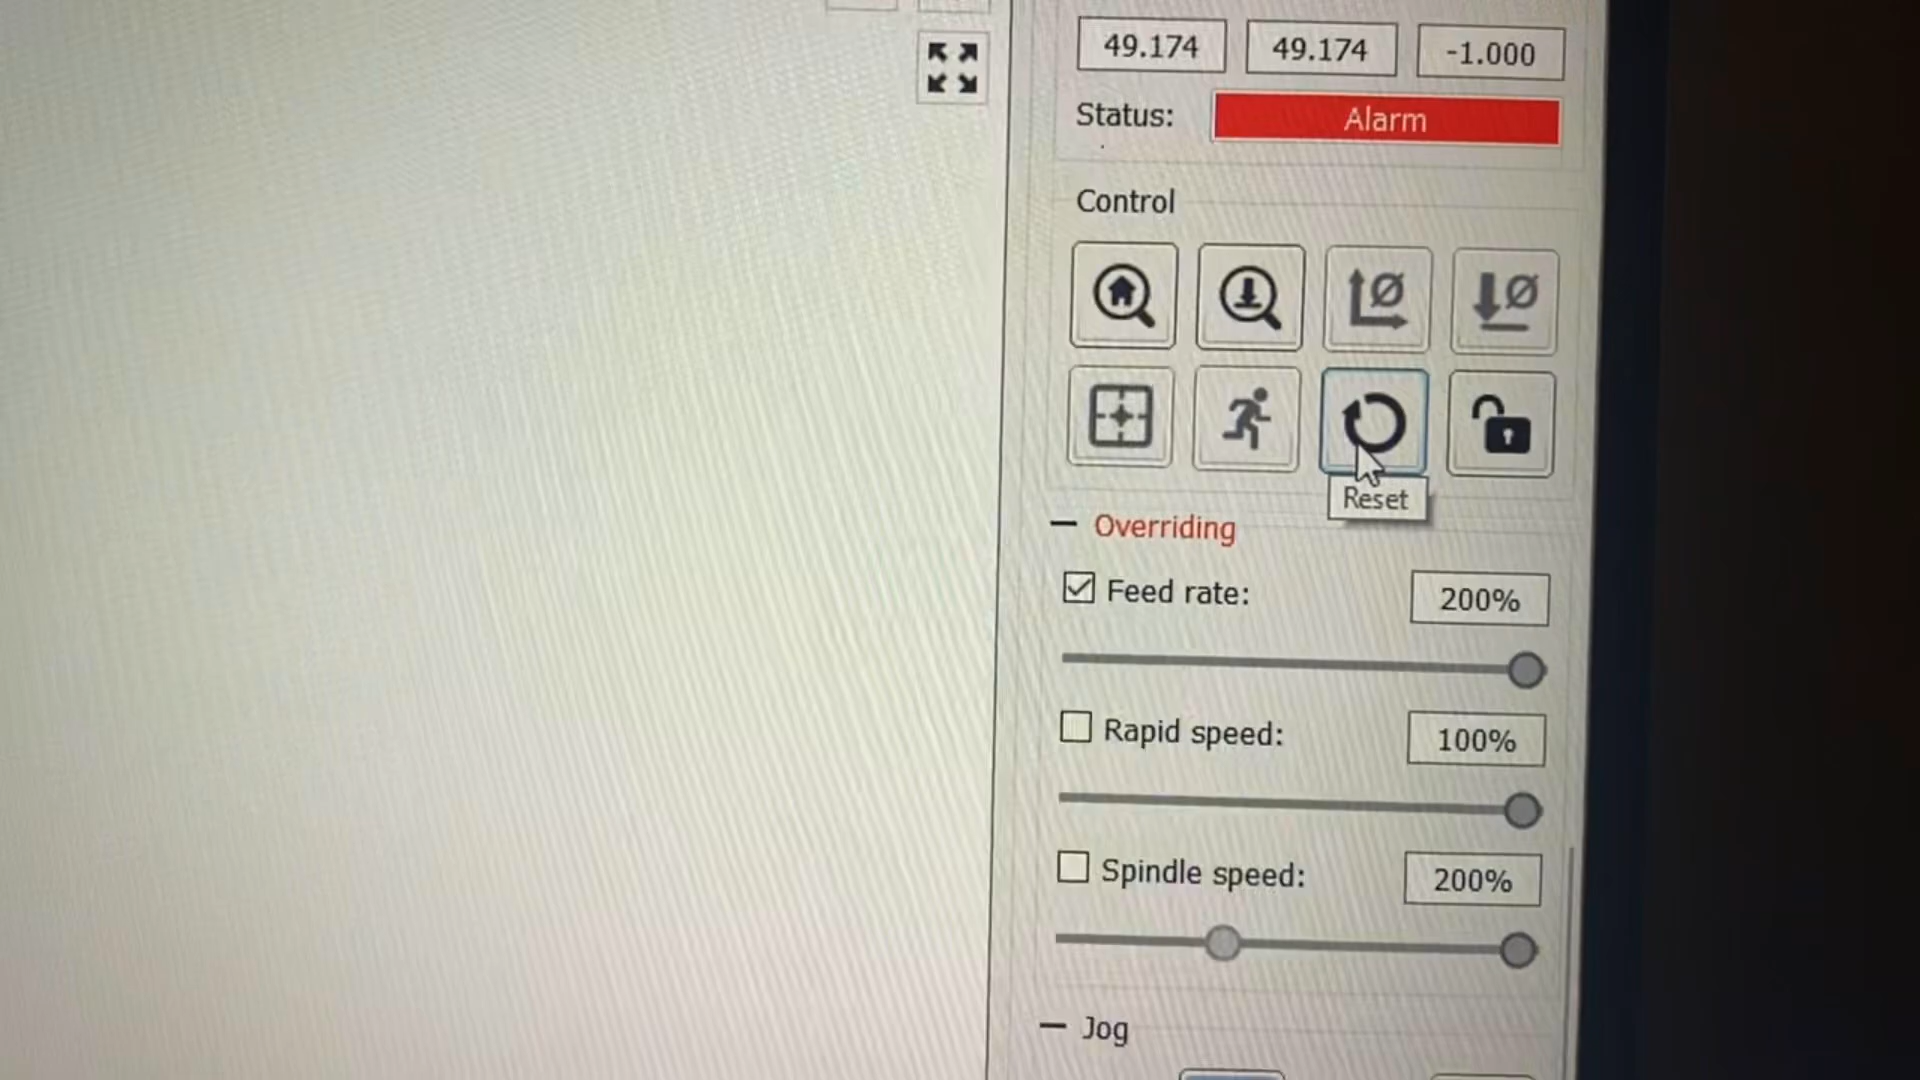 49.174 49.174 -1.000
Status: Alarm
Control
Reset
Overriding
Feed rate: 200%
Rapid speed: 100%
Spindle speed: 200%
Jog